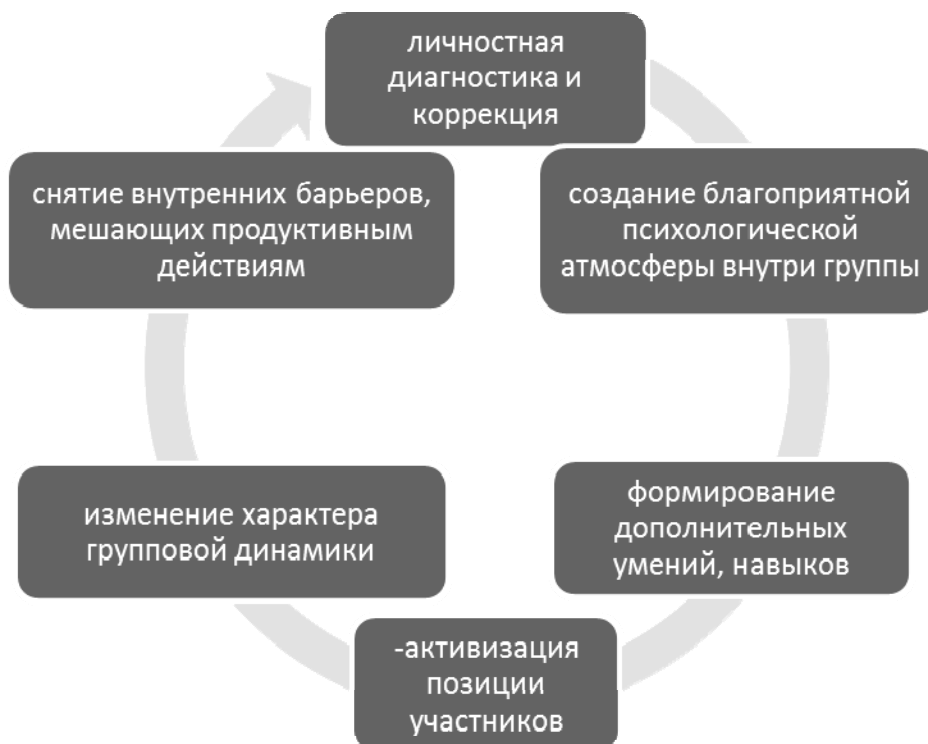 личностная
диагностика и
коррекция
создание благоприятной
психологической
атмосферы внутри группы
формирование
дополнительных
умений, навыков
-активизация
позиции
участников
изменение характера
групповой динамики
снятие внутренних барьеров,
мешающих продуктивным
действиям